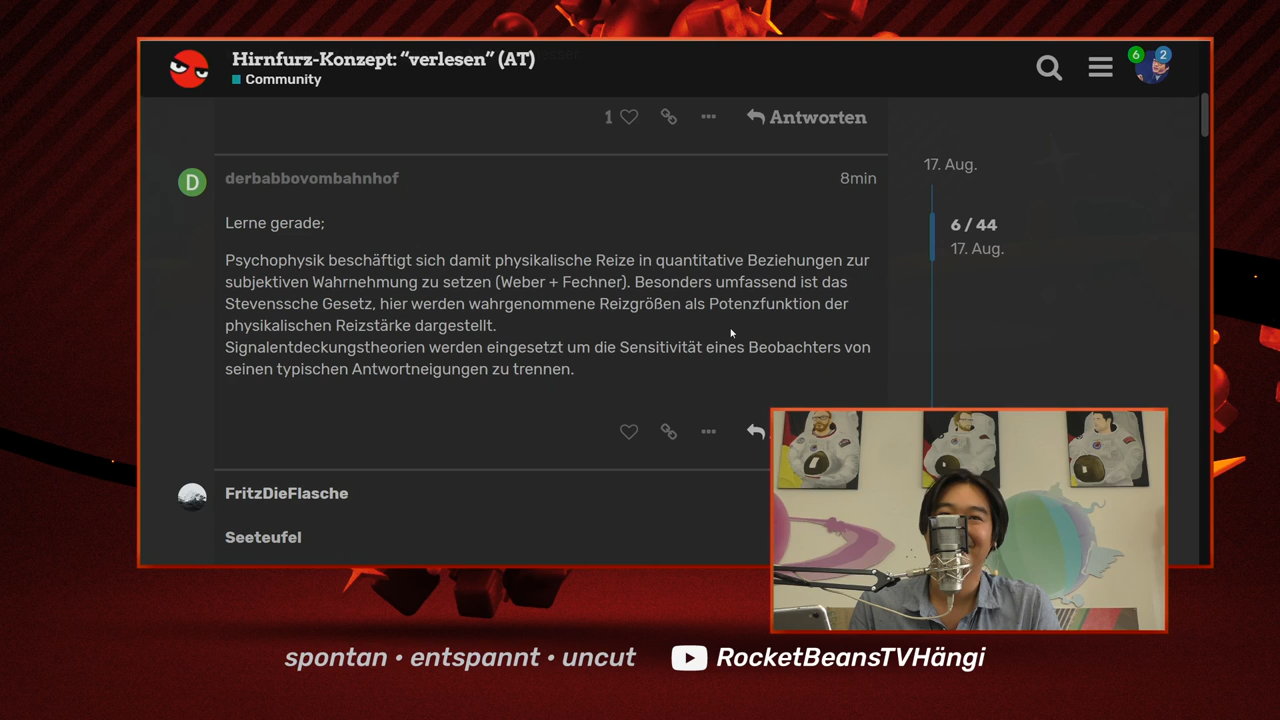 Hirnfurz-Konzept: “verlesen” (AT)
Community
6
2
1
Antworten
17. Aug.
D
derbabbovombahnhof
8min
6 / 44
17. Aug.
Lerne gerade;
Psychophysik beschäftigt sich damit physikalische Reize in quantitative Beziehungen zur
subjektiven Wahrnehmung zu setzen (Weber + Fechner). Besonders umfassend ist das
Stevenssche Gesetz, hier werden wahrgenommene Reizgrößen als Potenzfunktion der
physikalischen Reizstärke dargestellt.
Signalentdeckungstheorien werden eingesetzt um die Sensitivität eines Beobachters von
seinen typischen Antwortneigungen zu trennen.
FritzDieFlasche
Seeteufel
spontan • entspannt • uncut
RocketBeansTVHängi